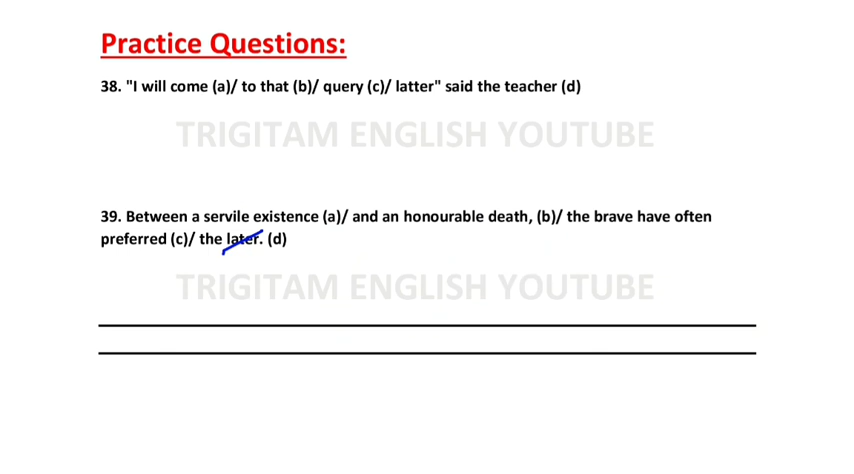 Practice Questions:
38. "I will come (a)/ to that (b)/ query (c)/ latter" said the teacher (d)
TRIGITAM ENGLISH YOUTUBE
39. Between a servile existence (a)/ and an honourable death, (b)/ the brave have often
preferred (c)/ the later. (d)
TRIGITAM ENGLISH YOUTUBE